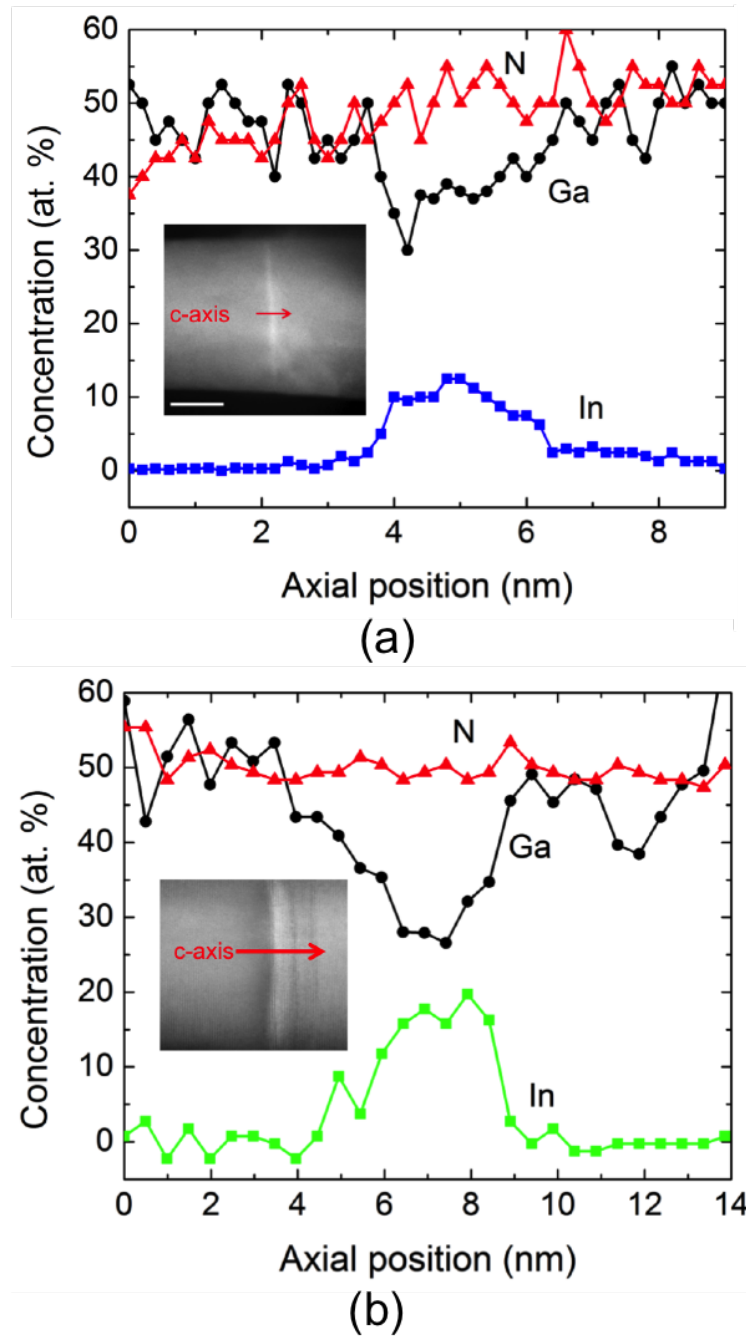 60
50
40
30
20
10
0
Concentration (at. %)
N
Ga
c-axis
In
0 2 4 6 8
Axial position (nm)
(a)
60
50
40
30
20
10
0
Concentration (at. %)
N
Ga
c-axis
In
0 2 4 6 8 10 12 14
Axial position (nm)
(b)